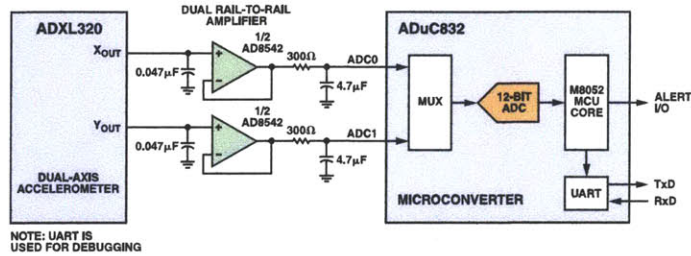 DUAL RAIL-TO-RAIL
AMPLIFIER
ADXL320
ADuC832
XOUT
0.047µF
1/2
AD8542
300Ω
ADC0
4.7µF
MUX
12-BIT
ADC
M8052
MCU
CORE
ALERT
I/O
YOUT
0.047µF
1/2
AD8542
300Ω
ADC1
4.7µF
DUAL-AXIS
ACCELEROMETER
MICROCONVERTER
UART
TxD
RxD
NOTE: UART IS
USED FOR DEBUGGING